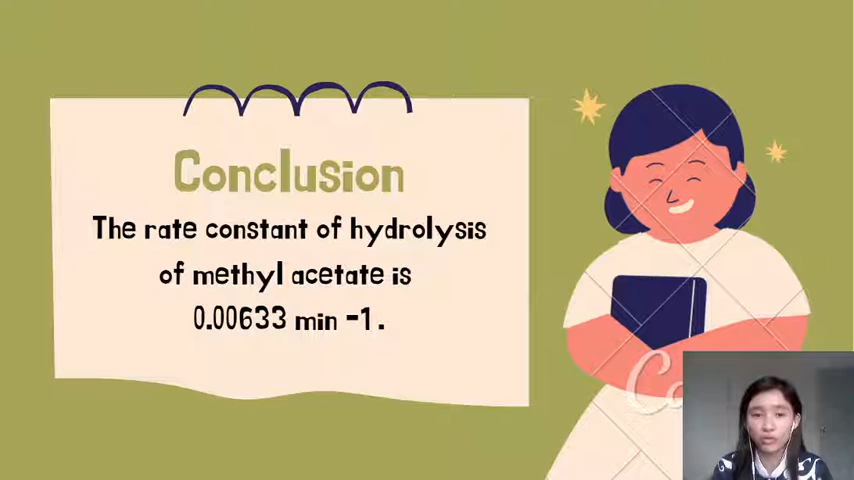 Conclusion
The rate constant of hydrolysis
of methyl acetate is
0.00633 min -1.